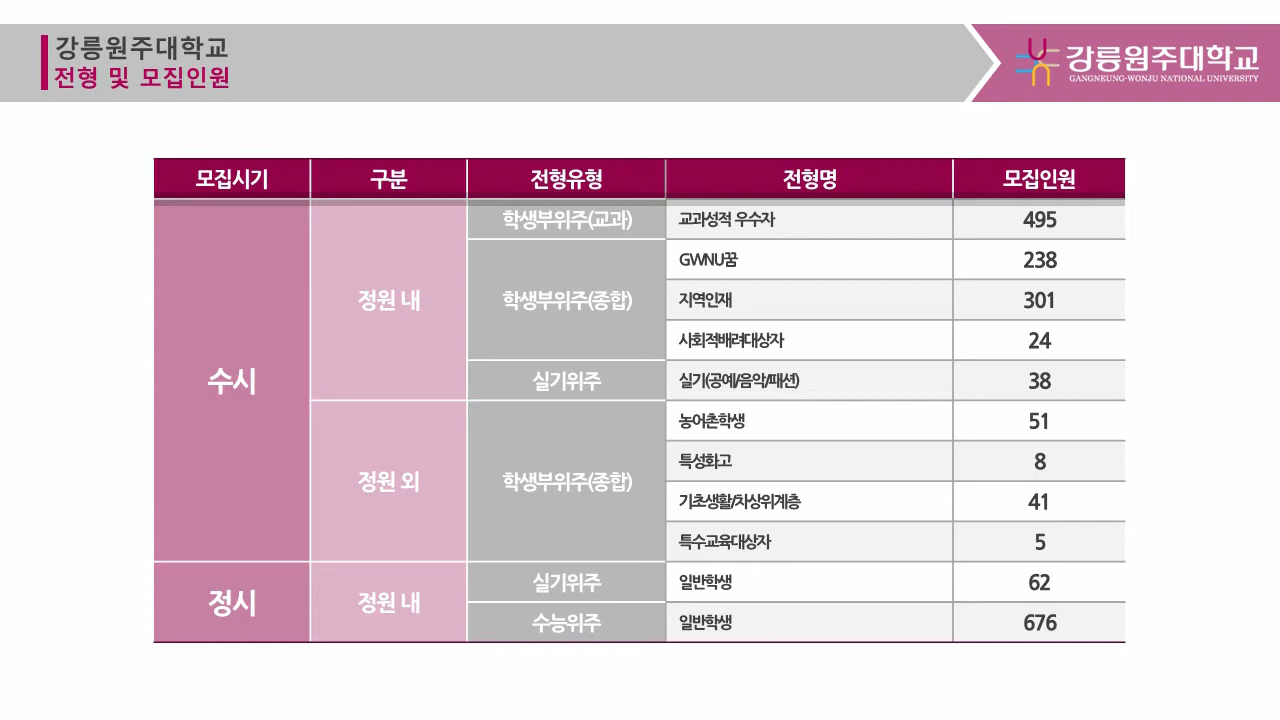 강릉원주대학교
전형 및 모집인원
강릉원주대학교
GANGNEUNG-WONJU NATIONAL UNIVERSITY
모집시기 구분 전형유형 전형명 모집인원
수시 정원 내 학생부위주(교과) 교과성적 우수자 495
학생부위주(종합) GWNU꿈 238
지역인재 301
사회적배려대상자 24
실기위주 실기(공예/음악/패션) 38
정원 외 학생부위주(종합) 농어촌학생 51
특성화고 8
기초생활/차상위계층 41
특수교육대상자 5
정시 정원 내 실기위주 일반학생 62
수능위주 일반학생 676